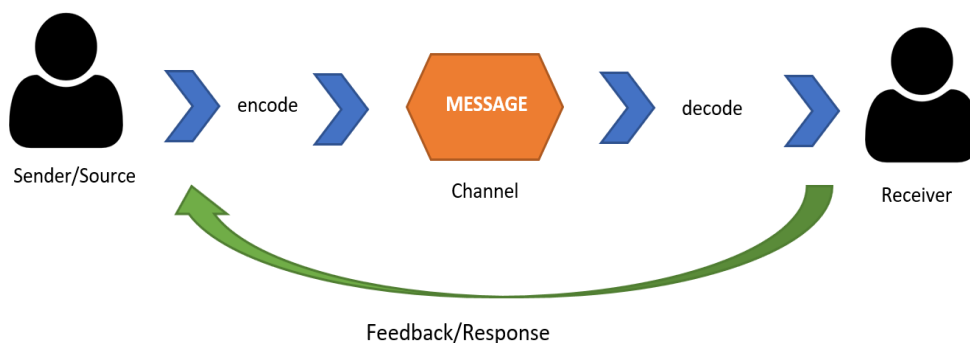 encode
MESSAGE
decode
Sender/Source
Channel
Receiver
Feedback/Response